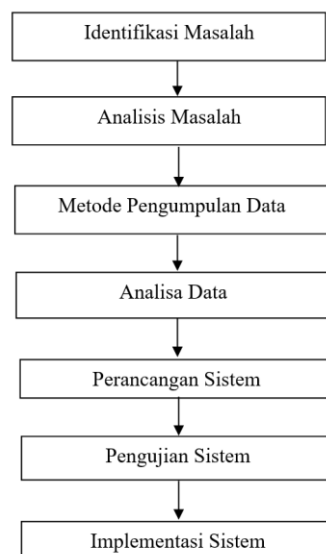 Identifikasi Masalah
Analisis Masalah
Metode Pengumpulan Data
Analisa Data
Perancangan Sistem
Pengujian Sistem
Implementasi Sistem